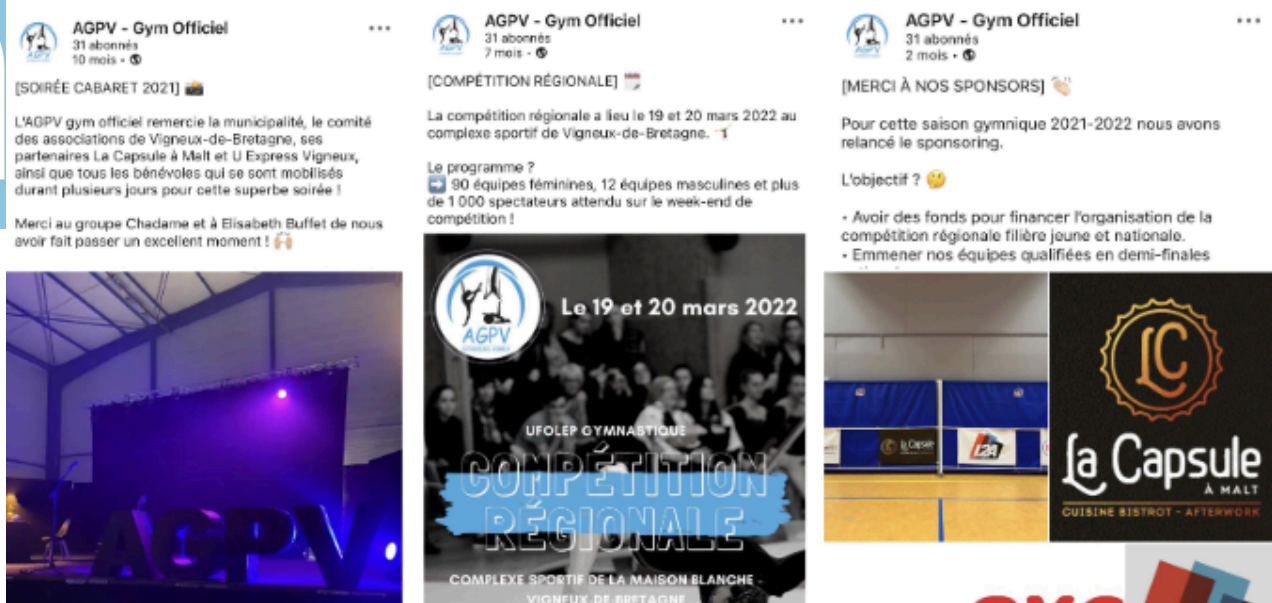 AGPV - Gym Officiel
31 abonnés
10 mois •
[SOIRÉE CABARET 2021] 📸
L'AGPV gym officiel remercie la municipalité, le comité
des associations de Vigneux-de-Bretagne, ses
partenaires La Capsule à Malt et U Express Vigneux,
ainsi que tous les bénévoles qui se sont mobilisés
durant plusieurs jours pour cette superbe soirée !
Merci au groupe Chadame et à Elisabeth Buffet de nous
avoir fait passer un excellent moment ! 🙌🏼
AGPV
AGPV - Gym Officiel
31 abonnés
7 mois •
[COMPÉTITION RÉGIONALE] 🗓️
La compétition régionale a lieu le 19 et 20 mars 2022 au
complexe sportif de Vigneux-de-Bretagne.
Le programme ?
➡️ 90 équipes féminines, 12 équipes masculines et plus
de 1 000 spectateurs attendu sur le week-end de
compétition !
AGPV
Le 19 et 20 mars 2022
UFOLEP GYMNASTIQUE
COMPÉTITION
RÉGIONALE
COMPLEXE SPORTIF DE LA MAISON BLANCHE -
VIGNEUX-DE-BRETAGNE
AGPV - Gym Officiel
31 abonnés
2 mois •
[MERCI À NOS SPONSORS] 👏🏻
Pour cette saison gymnique 2021-2022 nous avons
relancé le sponsoring.
L'objectif ? 🤔
- Avoir des fonds pour financer l'organisation de la
compétition régionale filière jeune et nationale.
- Emmener nos équipes qualifiées en demi-finales
la Capsule
L2A
LC
la Capsule
À MALT
CUISINE BISTROT - AFTERWORK